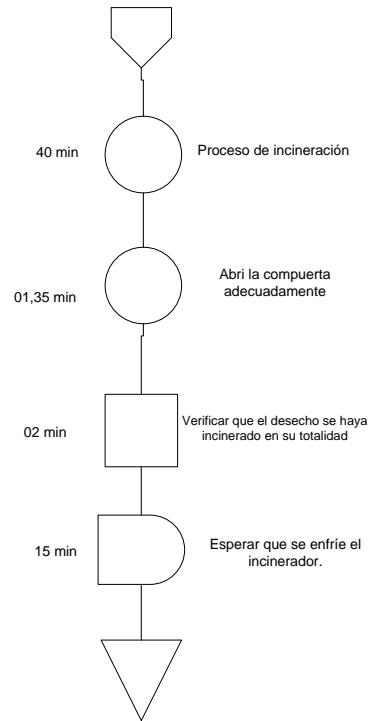 40 min
Proceso de incineración
01,35 min
Abri la compuerta
adecuadamente
02 min
Verificar que el desecho se haya
incinerado en su totalidad
15 min
Esperar que se enfríe el
incinerador.